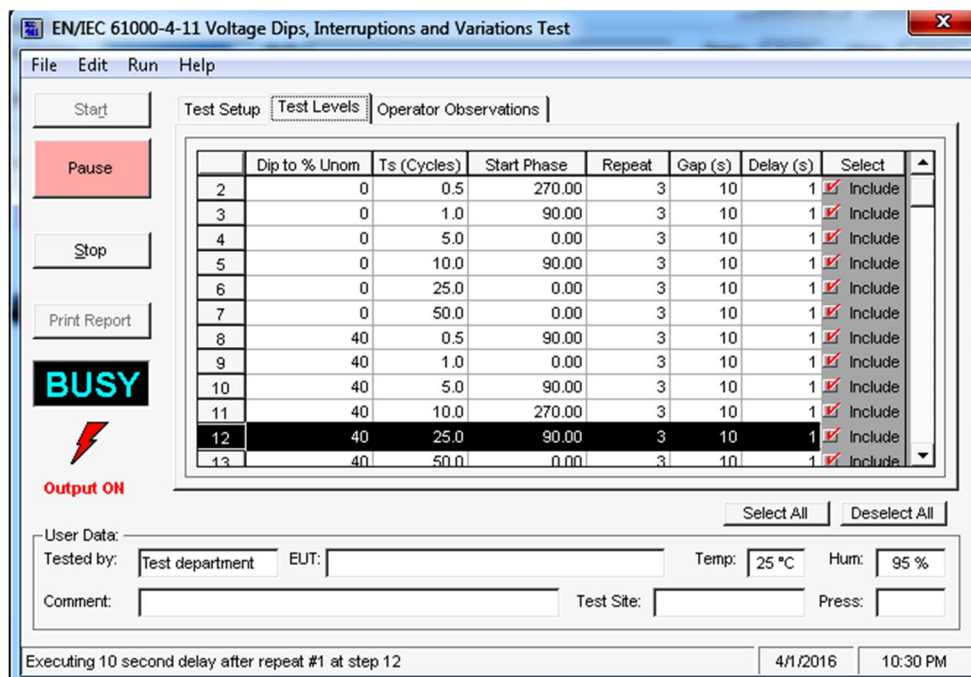 EN/IEC 61000-4-11 Voltage Dips, Interruptions and Variations Test
File Edit Run Help
Start
Pause
Stop
Print Report
BUSY
Output ON
Test Setup Test Levels Operator Observations
Dip to % Unom Ts (Cycles) Start Phase Repeat Gap (s) Delay (s) Select
2 0 0.5 270.00 3 10 1 Include
3 0 1.0 90.00 3 10 1 Include
4 0 5.0 0.00 3 10 1 Include
5 0 10.0 90.00 3 10 1 Include
6 0 25.0 0.00 3 10 1 Include
7 0 50.0 0.00 3 10 1 Include
8 40 0.5 90.00 3 10 1 Include
9 40 1.0 0.00 3 10 1 Include
10 40 5.0 90.00 3 10 1 Include
11 40 10.0 270.00 3 10 1 Include
12 40 25.0 90.00 3 10 1 Include
13 40 50.0 0.00 3 10 1 Include
Select All Deselect All
User Data:
Tested by: Test department EUT: Temp: 25 °C Hum: 95 %
Comment: Test Site: Press:
Executing 10 second delay after repeat #1 at step 12 4/1/2016 10:30 PM